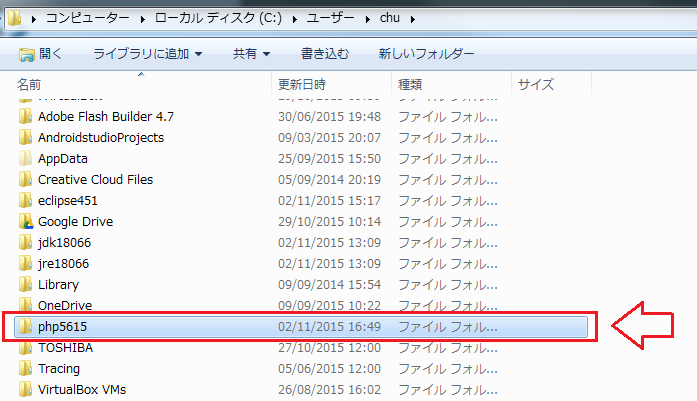 コンピューター ▸ ローカル ディスク (C:) ▸ ユーザー ▸ chu ▸
開く ライブラリに追加 ▼ 共有 ▼ 書き込む 新しいフォルダー
名前 更新日時 種類 サイズ
Adobe Flash Builder 4.7 30/06/2015 19:48 ファイル フォル...
AndroidstudioProjects 09/03/2015 20:07 ファイル フォル...
AppData 25/09/2015 15:50 ファイル フォル...
Creative Cloud Files 05/09/2014 20:19 ファイル フォル...
eclipse451 02/11/2015 15:17 ファイル フォル...
Google Drive 29/10/2015 10:14 ファイル フォル...
jdk18066 02/11/2015 13:09 ファイル フォル...
jre18066 02/11/2015 13:09 ファイル フォル...
Library 09/09/2014 15:54 ファイル フォル...
OneDrive 09/09/2015 10:22 ファイル フォル...
php5615 02/11/2015 16:49 ファイル フォル...
TOSHIBA 27/10/2015 12:00 ファイル フォル...
Tracing 05/06/2015 12:00 ファイル フォル...
VirtualBox VMs 26/08/2015 16:02 ファイル フォル...